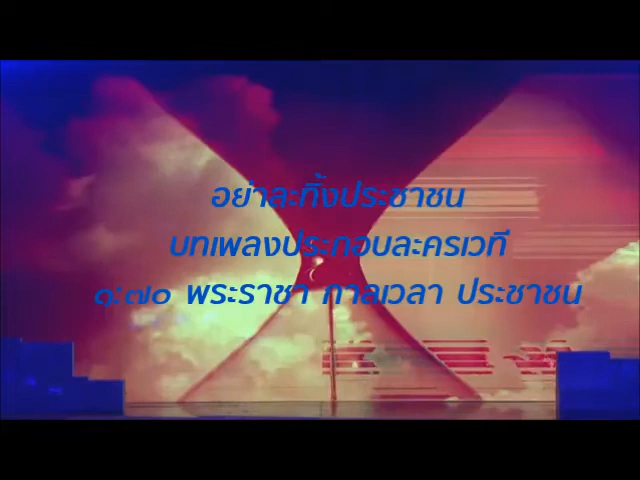 อย่าละทิ้งประชาชน
บทเพลงประกอบละครเวที
๑:๗๐ พระราชา กาลเวลา ประชาชน